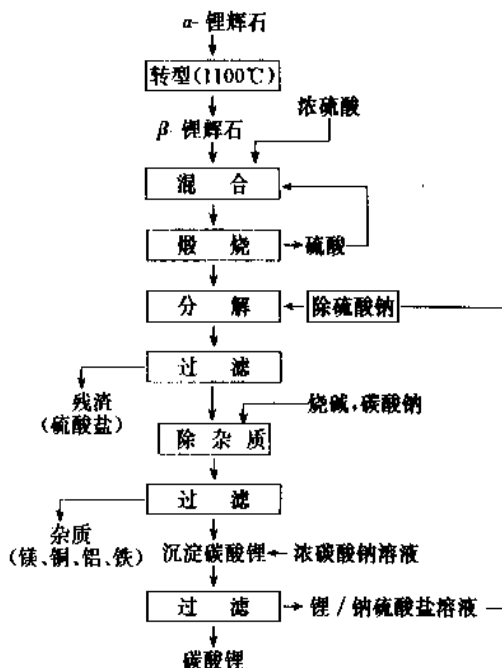 α-锂辉石
转型(1100℃)
浓硫酸
β-锂辉石
混 合
煅 烧
硫酸
分 解
除硫酸钠
过 滤
残渣
(硫酸盐)
烧碱,碳酸钠
除 杂 质
过 滤
杂质
(镁、铜、铝、铁)
沉淀碳酸锂
浓碳酸钠溶液
过 滤
锂/钠硫酸盐溶液
碳酸锂